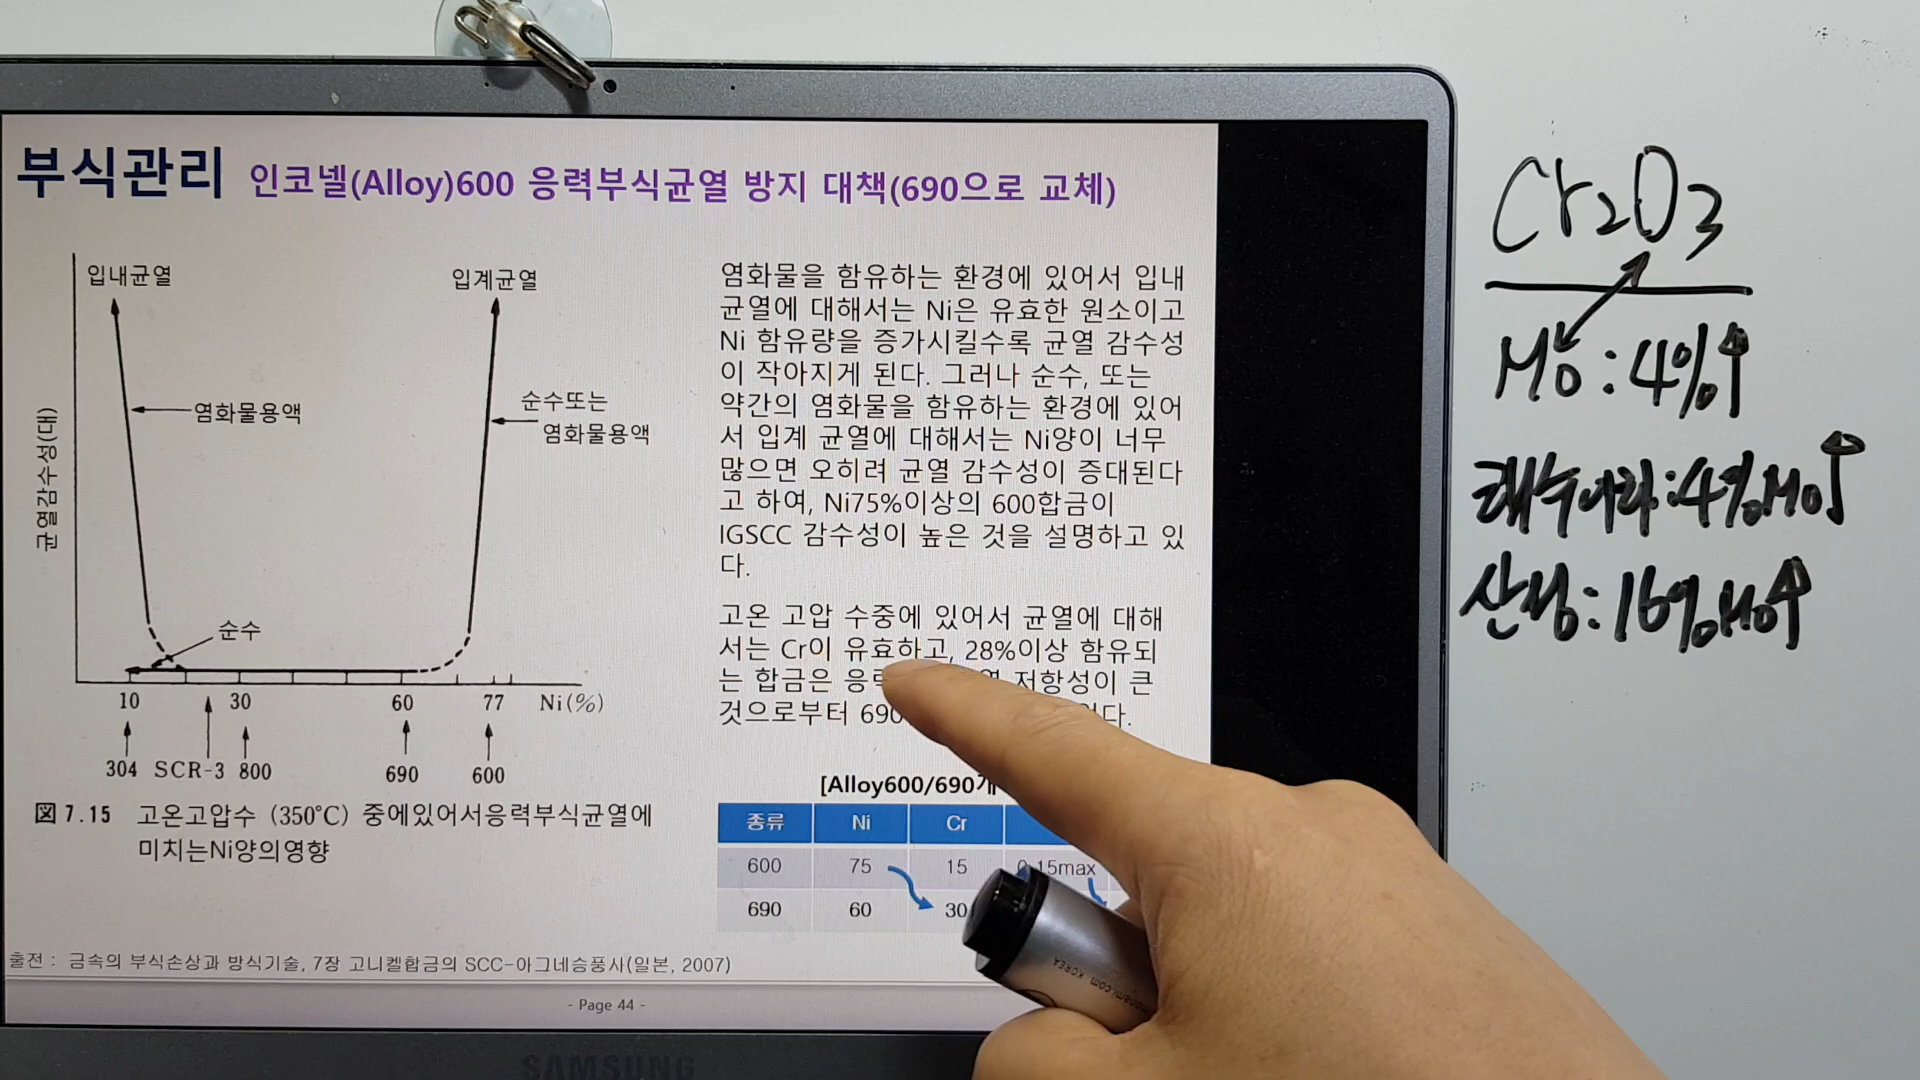 부식관리 인코넬(Alloy)600 응력부식균열 방지 대책(690으로 교체)
입내균열
입계균열
염화물용액
순수또는
염화물용액
균열감수성(대)
순수
10 30 60 77 Ni(%)
304 SCR-3 800 690 600
図7.15 고온고압수 (350°C) 중에있어서응력부식균열에
미치는Ni양의영향
염화물을 함유하는 환경에 있어서 입내
균열에 대해서는 Ni은 유효한 원소이고
Ni 함유량을 증가시킬수록 균열 감수성
이 작아지게 된다. 그러나 순수, 또는
약간의 염화물을 함유하는 환경에 있어
서 입계 균열에 대해서는 Ni양이 너무
많으면 오히려 균열 감수성이 증대된다
고 하여, Ni75%이상의 600합금이
IGSCC 감수성이 높은 것을 설명하고 있
다.
고온 고압 수중에 있어서 균열에 대해
서는 Cr이 유효하고, 28%이상 함유되
는 합금은 저항성이 큰
것으로부터 690
[Alloy600/690
종류 Ni Cr
600 75 15 0.15max
690 60 30
출전 : 금속의 부식손상과 방식기술, 7장 고니켈합금의 SCC-아그네승풍사(일본, 2007)
- Page 44 -
SAMSUNG
Cr2O3
Mo : 4%↑
해수이라:4%Mo↑
산정:16%Mo↑
KOREA